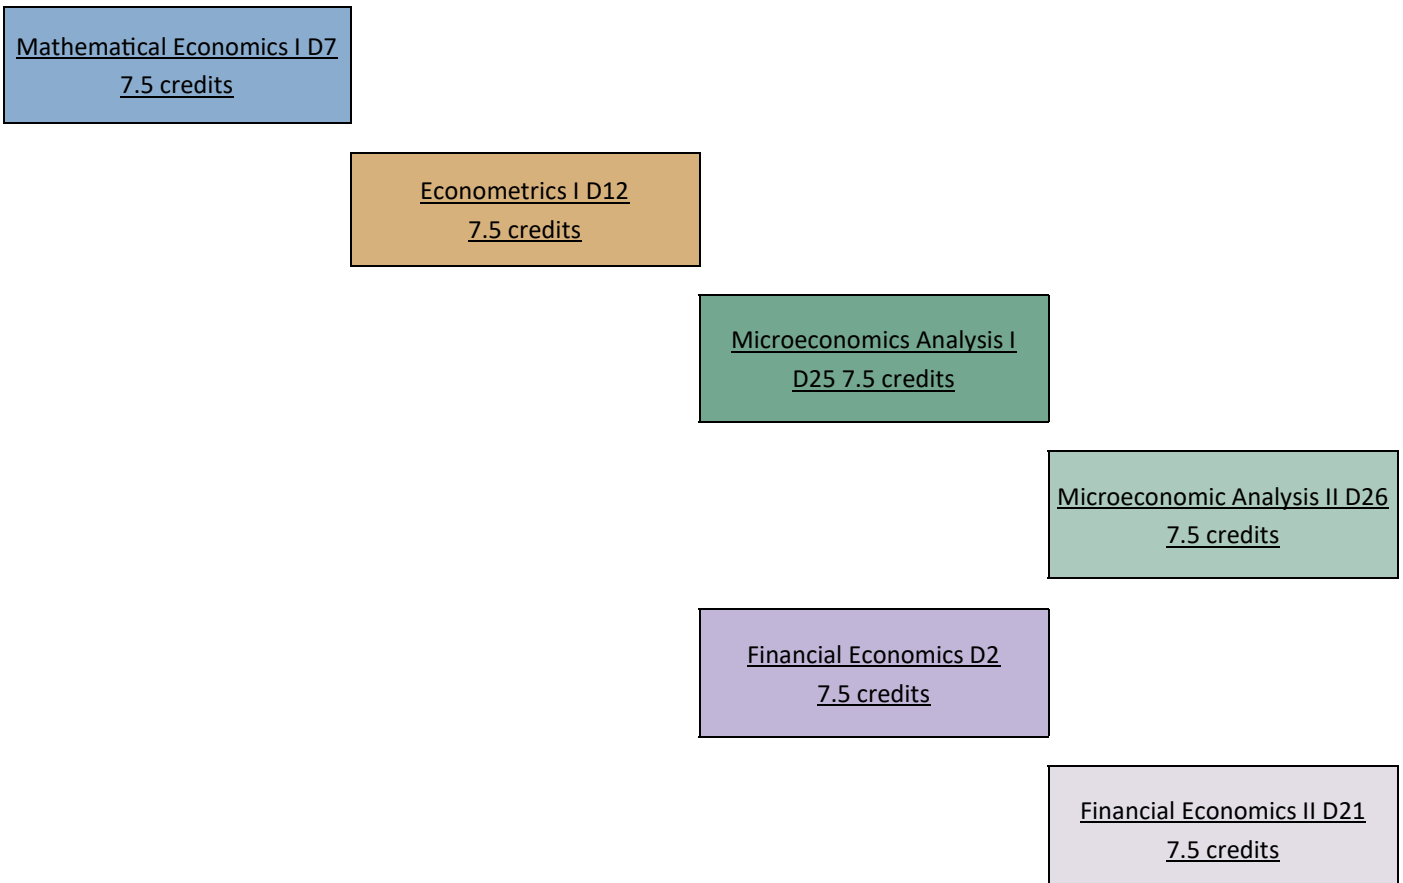 Mathematical Economics I D7
7.5 credits
Econometrics I D12
7.5 credits
Microeconomics Analysis I
D25 7.5 credits
Microeconomic Analysis II D26
7.5 credits
Financial Economics D2
7.5 credits
Financial Economics II D21
7.5 credits